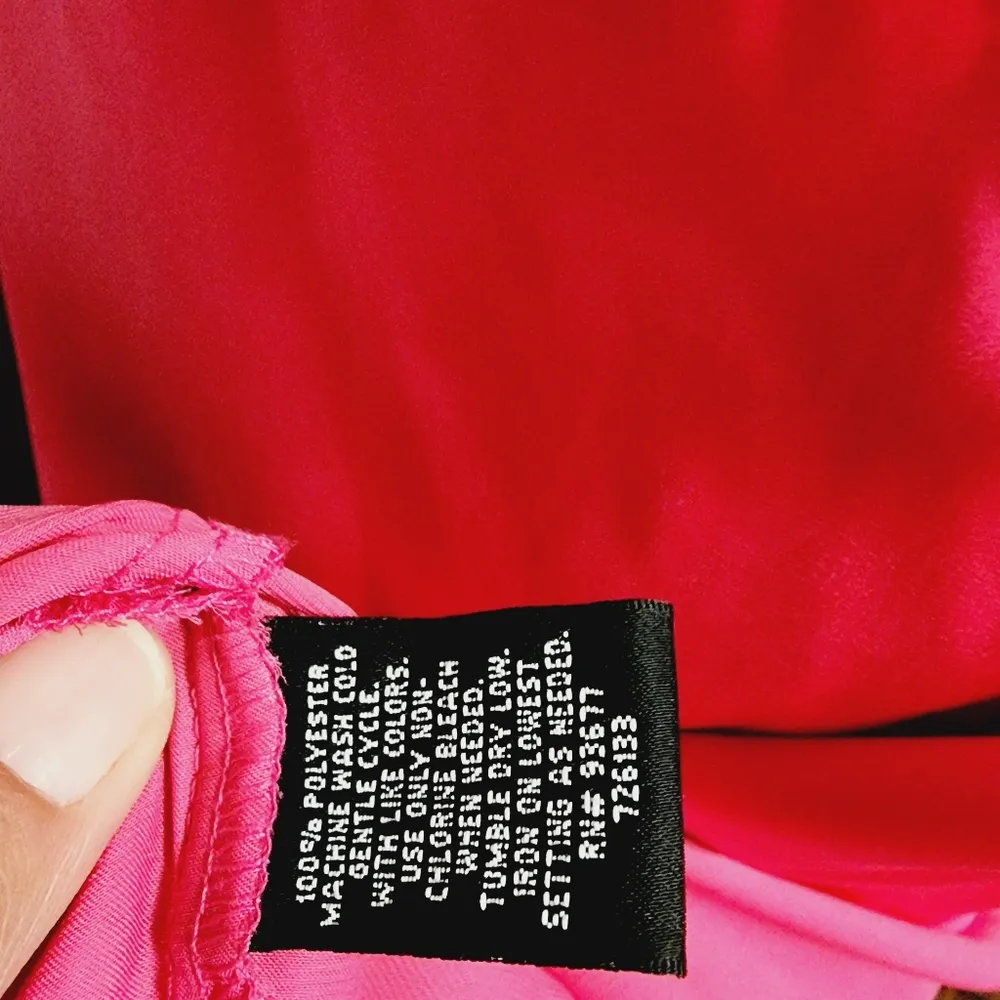 100% POLYESTER
MACHINE WASH COLD
GENTLE CYCLE.
WITH LIKE COLORS.
USE ONLY NON-
CHLORINE BLEACH
WHEN NEEDED.
TUMBLE DRY LOW.
IRON ON LOWEST
SETTING AS NEEDED.
RN# 93677
726133